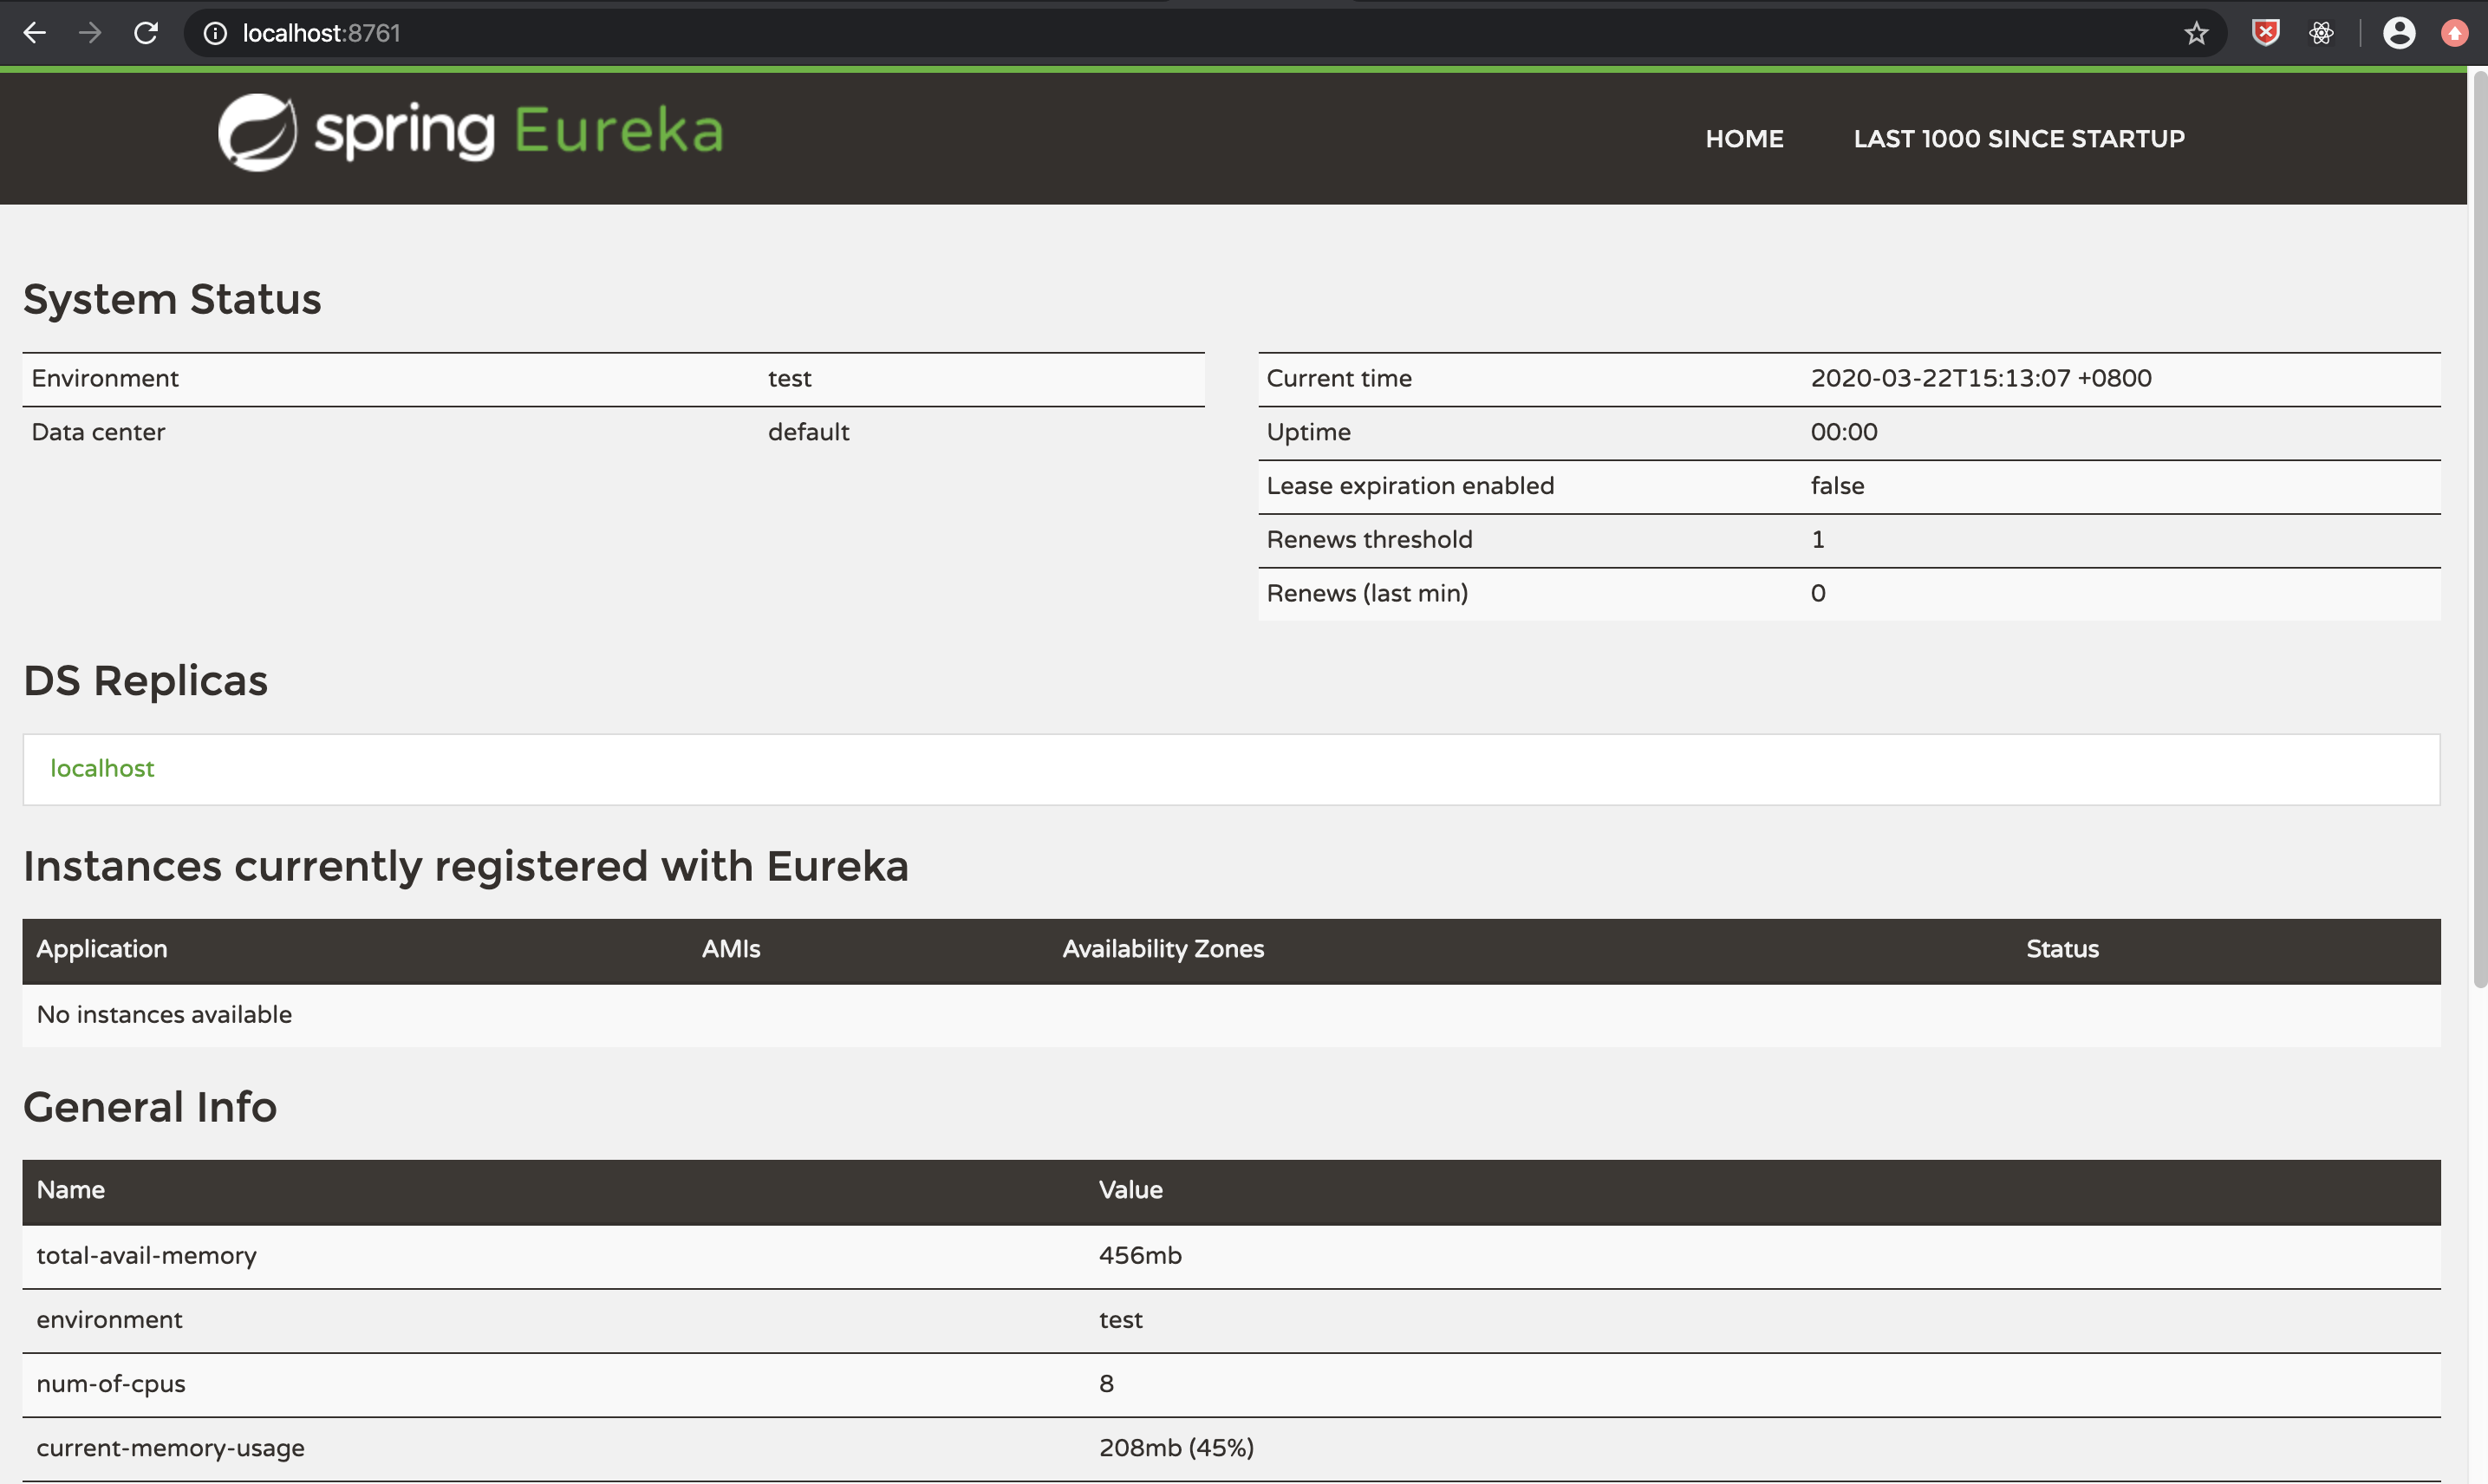 localhost:8761
spring Eureka
HOME LAST 1000 SINCE STARTUP
System Status
Environment test
Data center default
Current time 2020-03-22T15:13:07 +0800
Uptime 00:00
Lease expiration enabled false
Renews threshold 1
Renews (last min) 0
DS Replicas
localhost
Instances currently registered with Eureka
Application AMIs Availability Zones Status
No instances available
General Info
Name Value
total-avail-memory 456mb
environment test
num-of-cpus 8
current-memory-usage 208mb (45%)